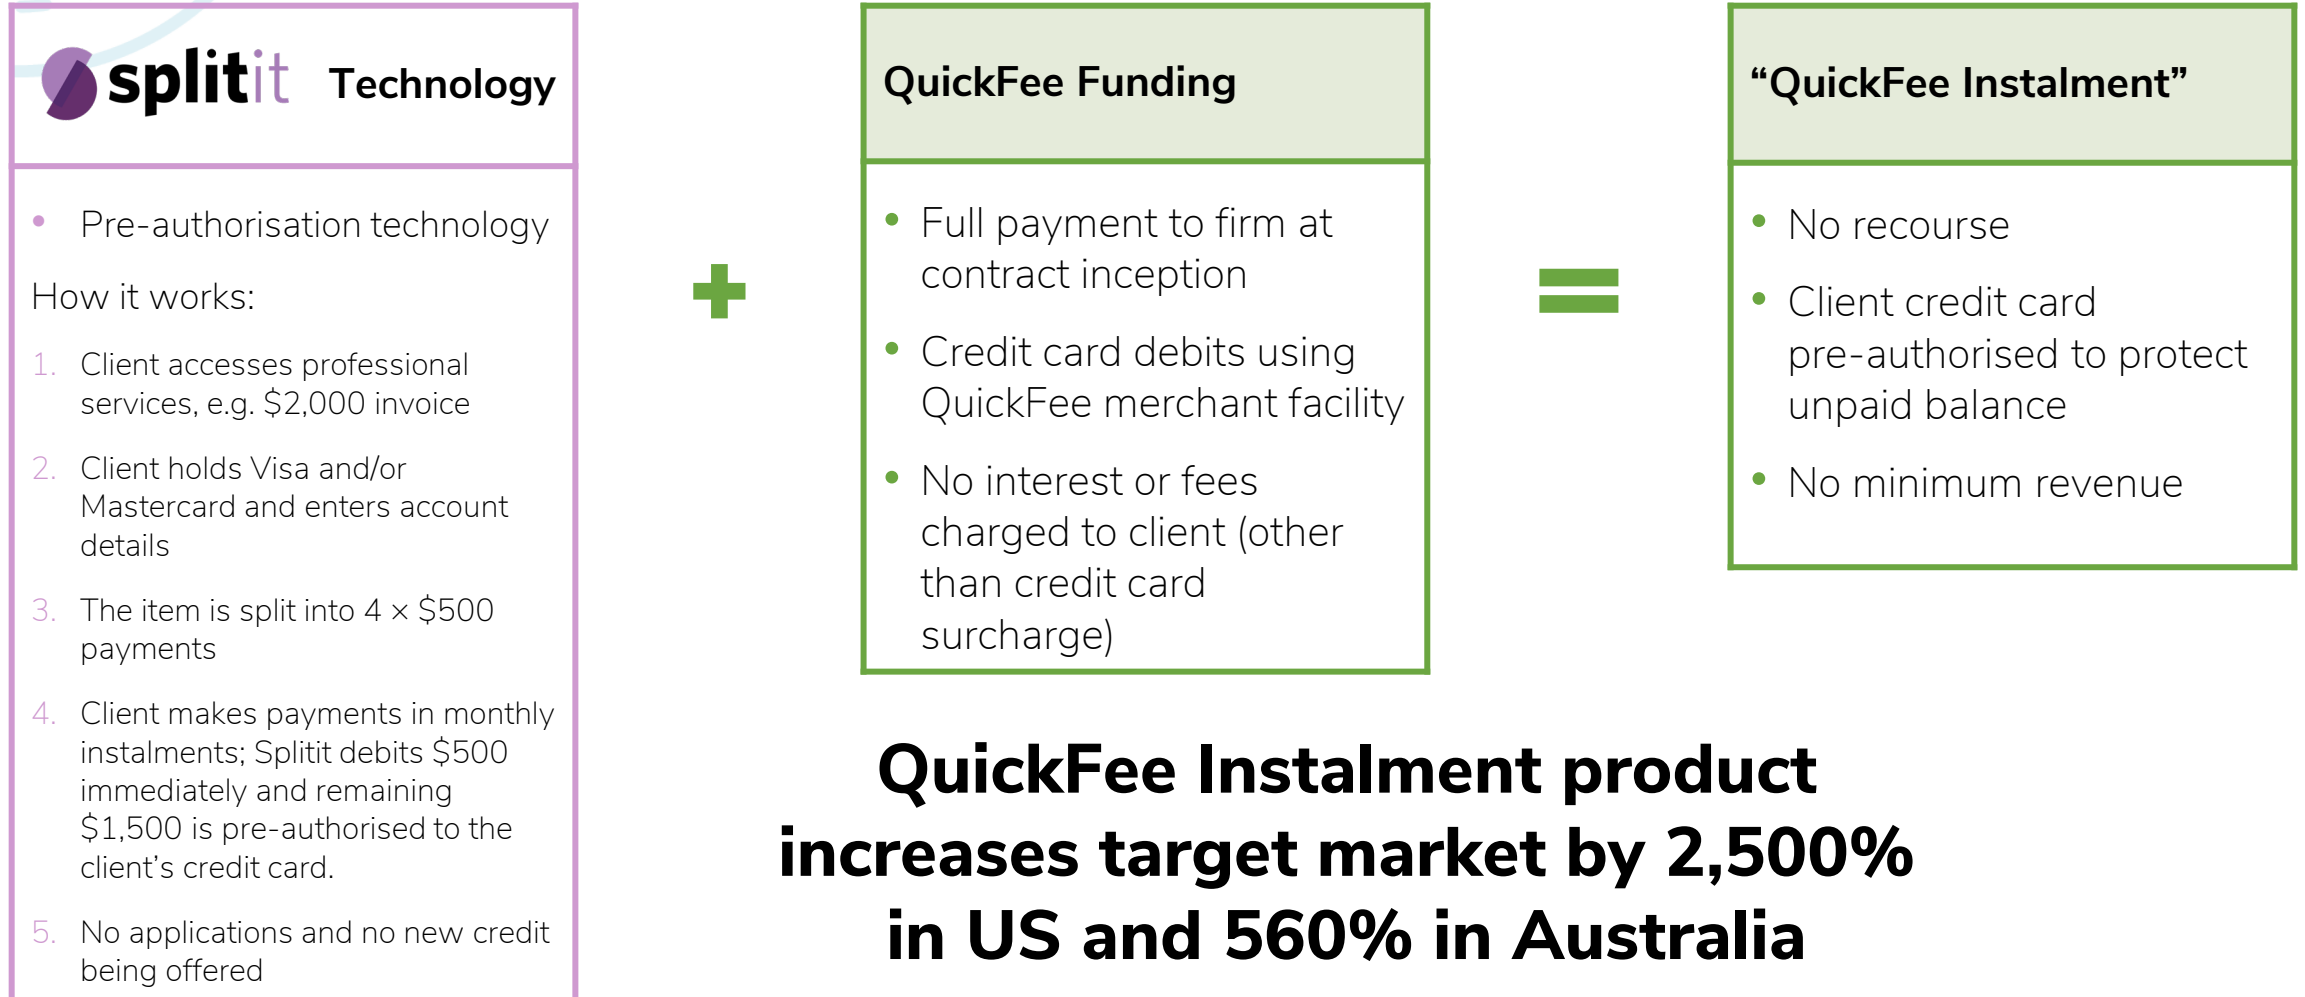 splitit Technology
• Pre-authorisation technology
How it works:
1. Client accesses professional
services, e.g. $2,000 invoice
2. Client holds Visa and/or
Mastercard and enters account
details
3. The item is split into 4 × $500
payments
4. Client makes payments in monthly
instalments; Splitit debits $500
immediately and remaining
$1,500 is pre-authorised to the
client’s credit card.
5. No applications and no new credit
being offered
+
QuickFee Funding
• Full payment to firm at
contract inception
• Credit card debits using
QuickFee merchant facility
• No interest or fees
charged to client (other
than credit card
surcharge)
=
“QuickFee Instalment”
• No recourse
• Client credit card
pre-authorised to protect
unpaid balance
• No minimum revenue
QuickFee Instalment product
increases target market by 2,500%
in US and 560% in Australia